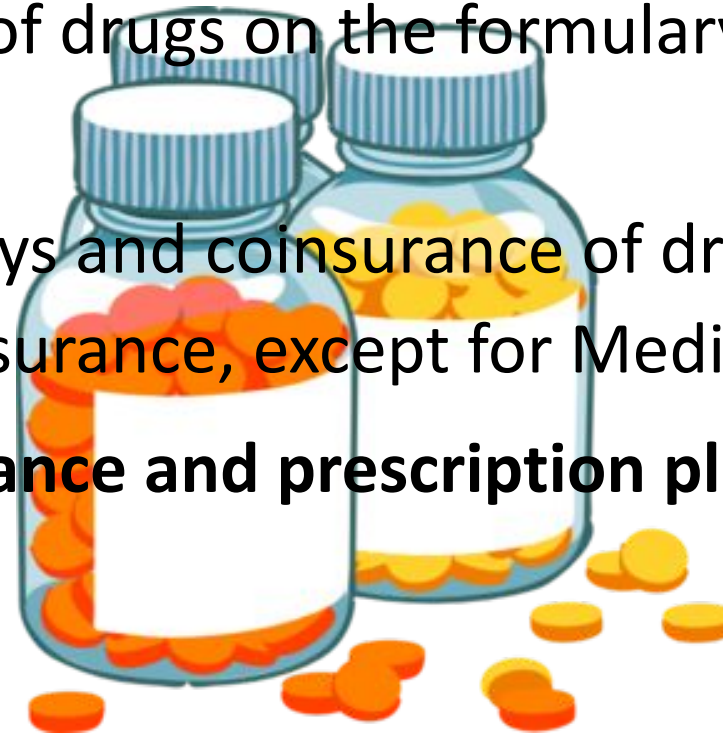 of drugs on the formulary
ys and coinsurance of dr
surance, except for Medi
ance and prescription pl